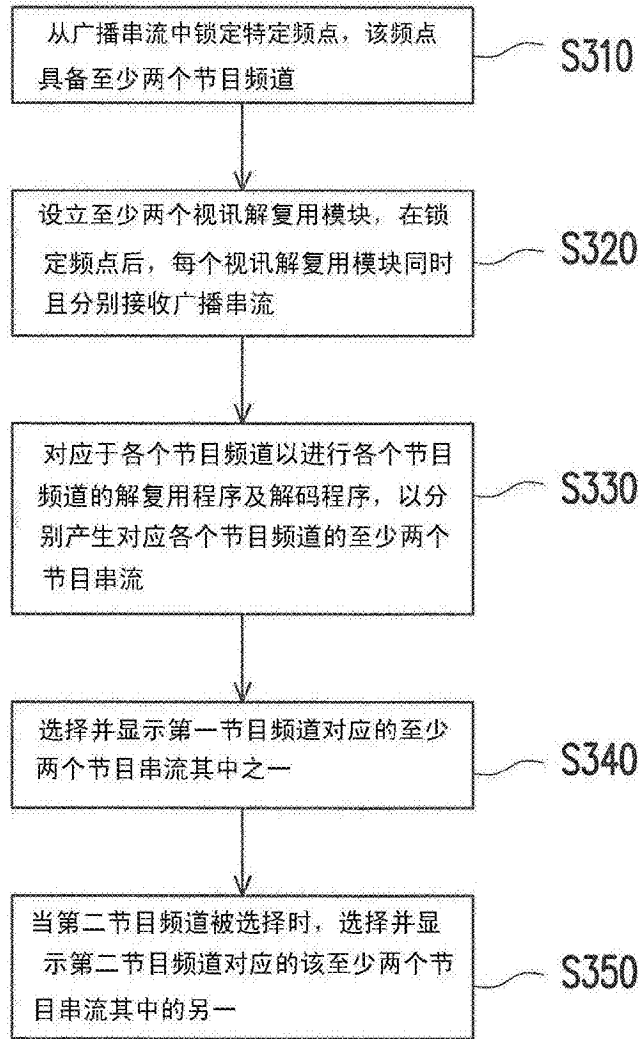 从广播串流中锁定特定频点，该频点
具备至少两个节目频道
S310
设立至少两个视讯解复用模块，在锁
定频点后，每个视讯解复用模块同时
且分别接收广播串流
S320
对应于各个节目频道以进行各个节目
频道的解复用程序及解码程序，以分
别产生对应各个节目频道的至少两个
节目串流
S330
选择并显示第一节目频道对应的至少
两个节目串流其中之一
S340
当第二节目频道被选择时，选择并显
示第二节目频道对应的该至少两个节
目串流其中的另一
S350